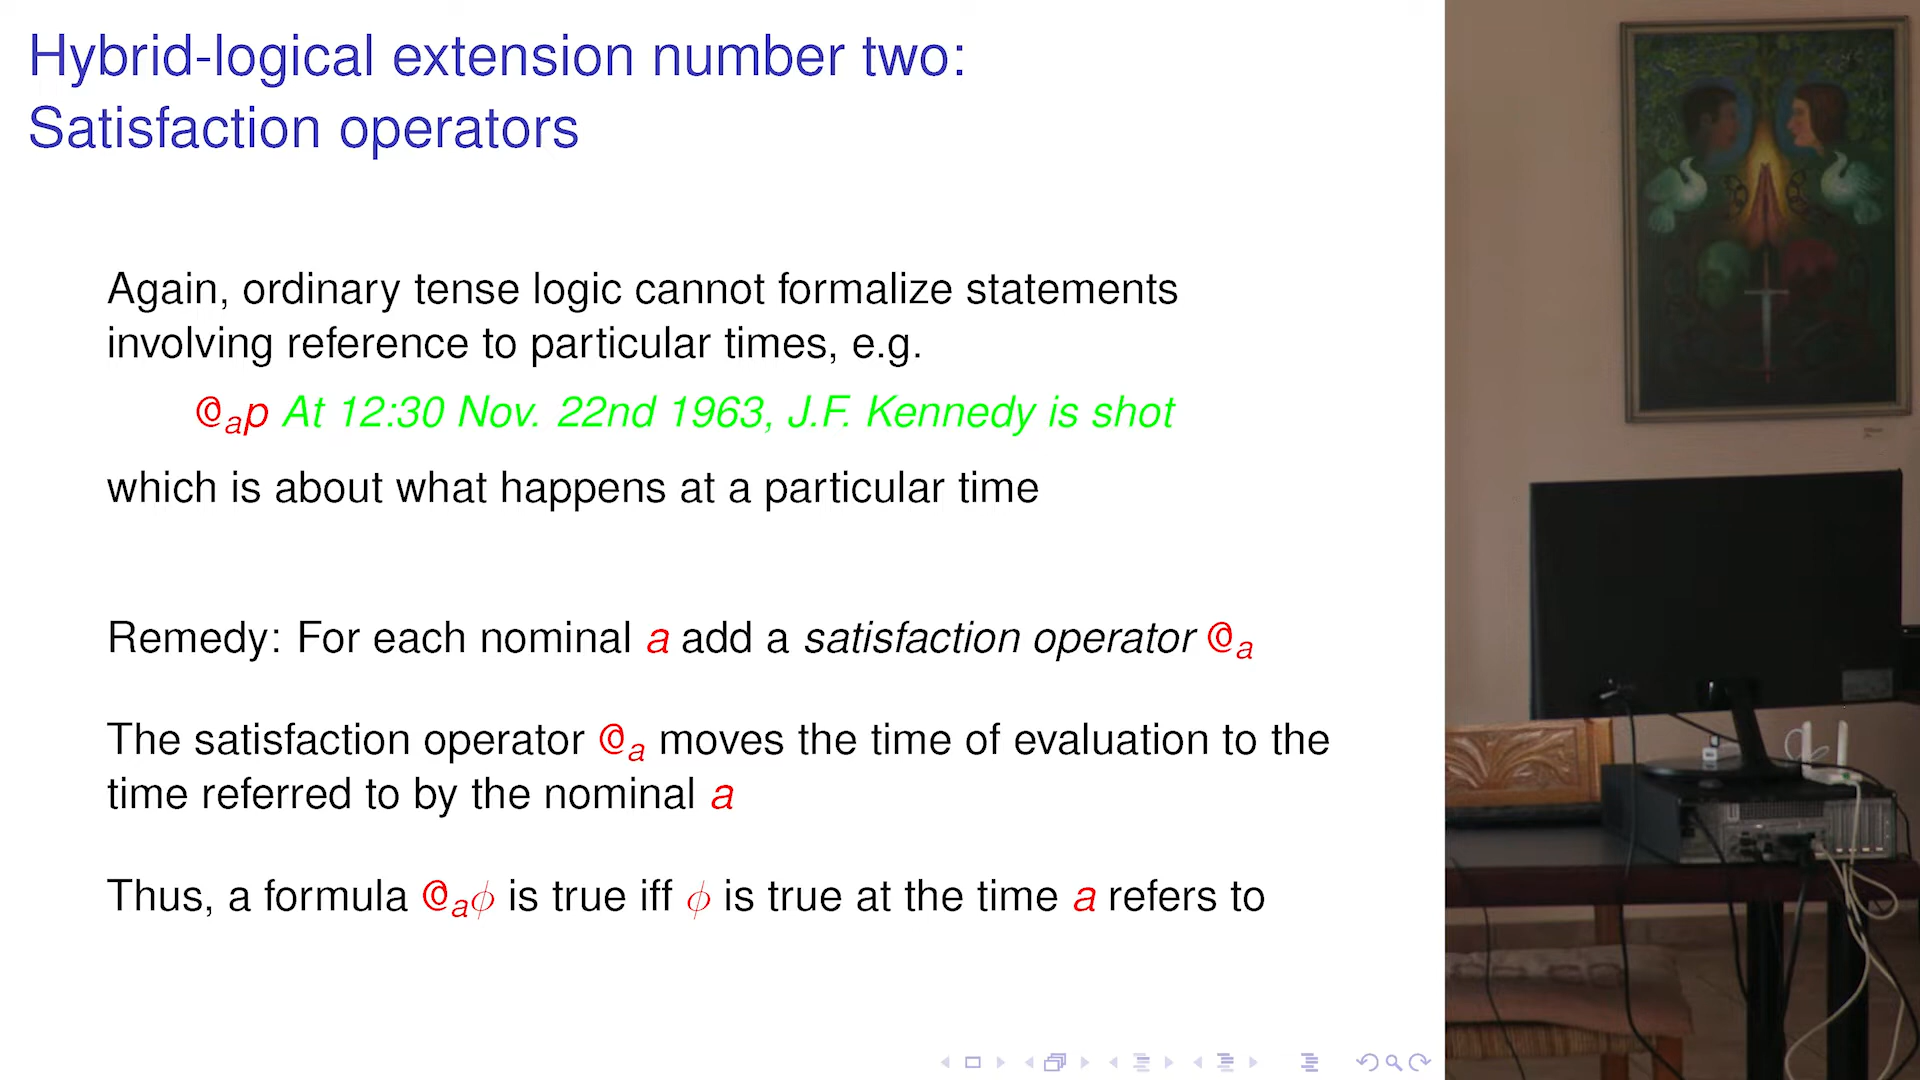 Hybrid-logical extension number two:
Satisfaction operators
Again, ordinary tense logic cannot formalize statements
involving reference to particular times, e.g.
@ₐp At 12:30 Nov. 22nd 1963, J.F. Kennedy is shot
which is about what happens at a particular time
Remedy: For each nominal a add a satisfaction operator @ₐ
The satisfaction operator @ₐ moves the time of evaluation to the
time referred to by the nominal a
Thus, a formula @ₐϕ is true iff ϕ is true at the time a refers to